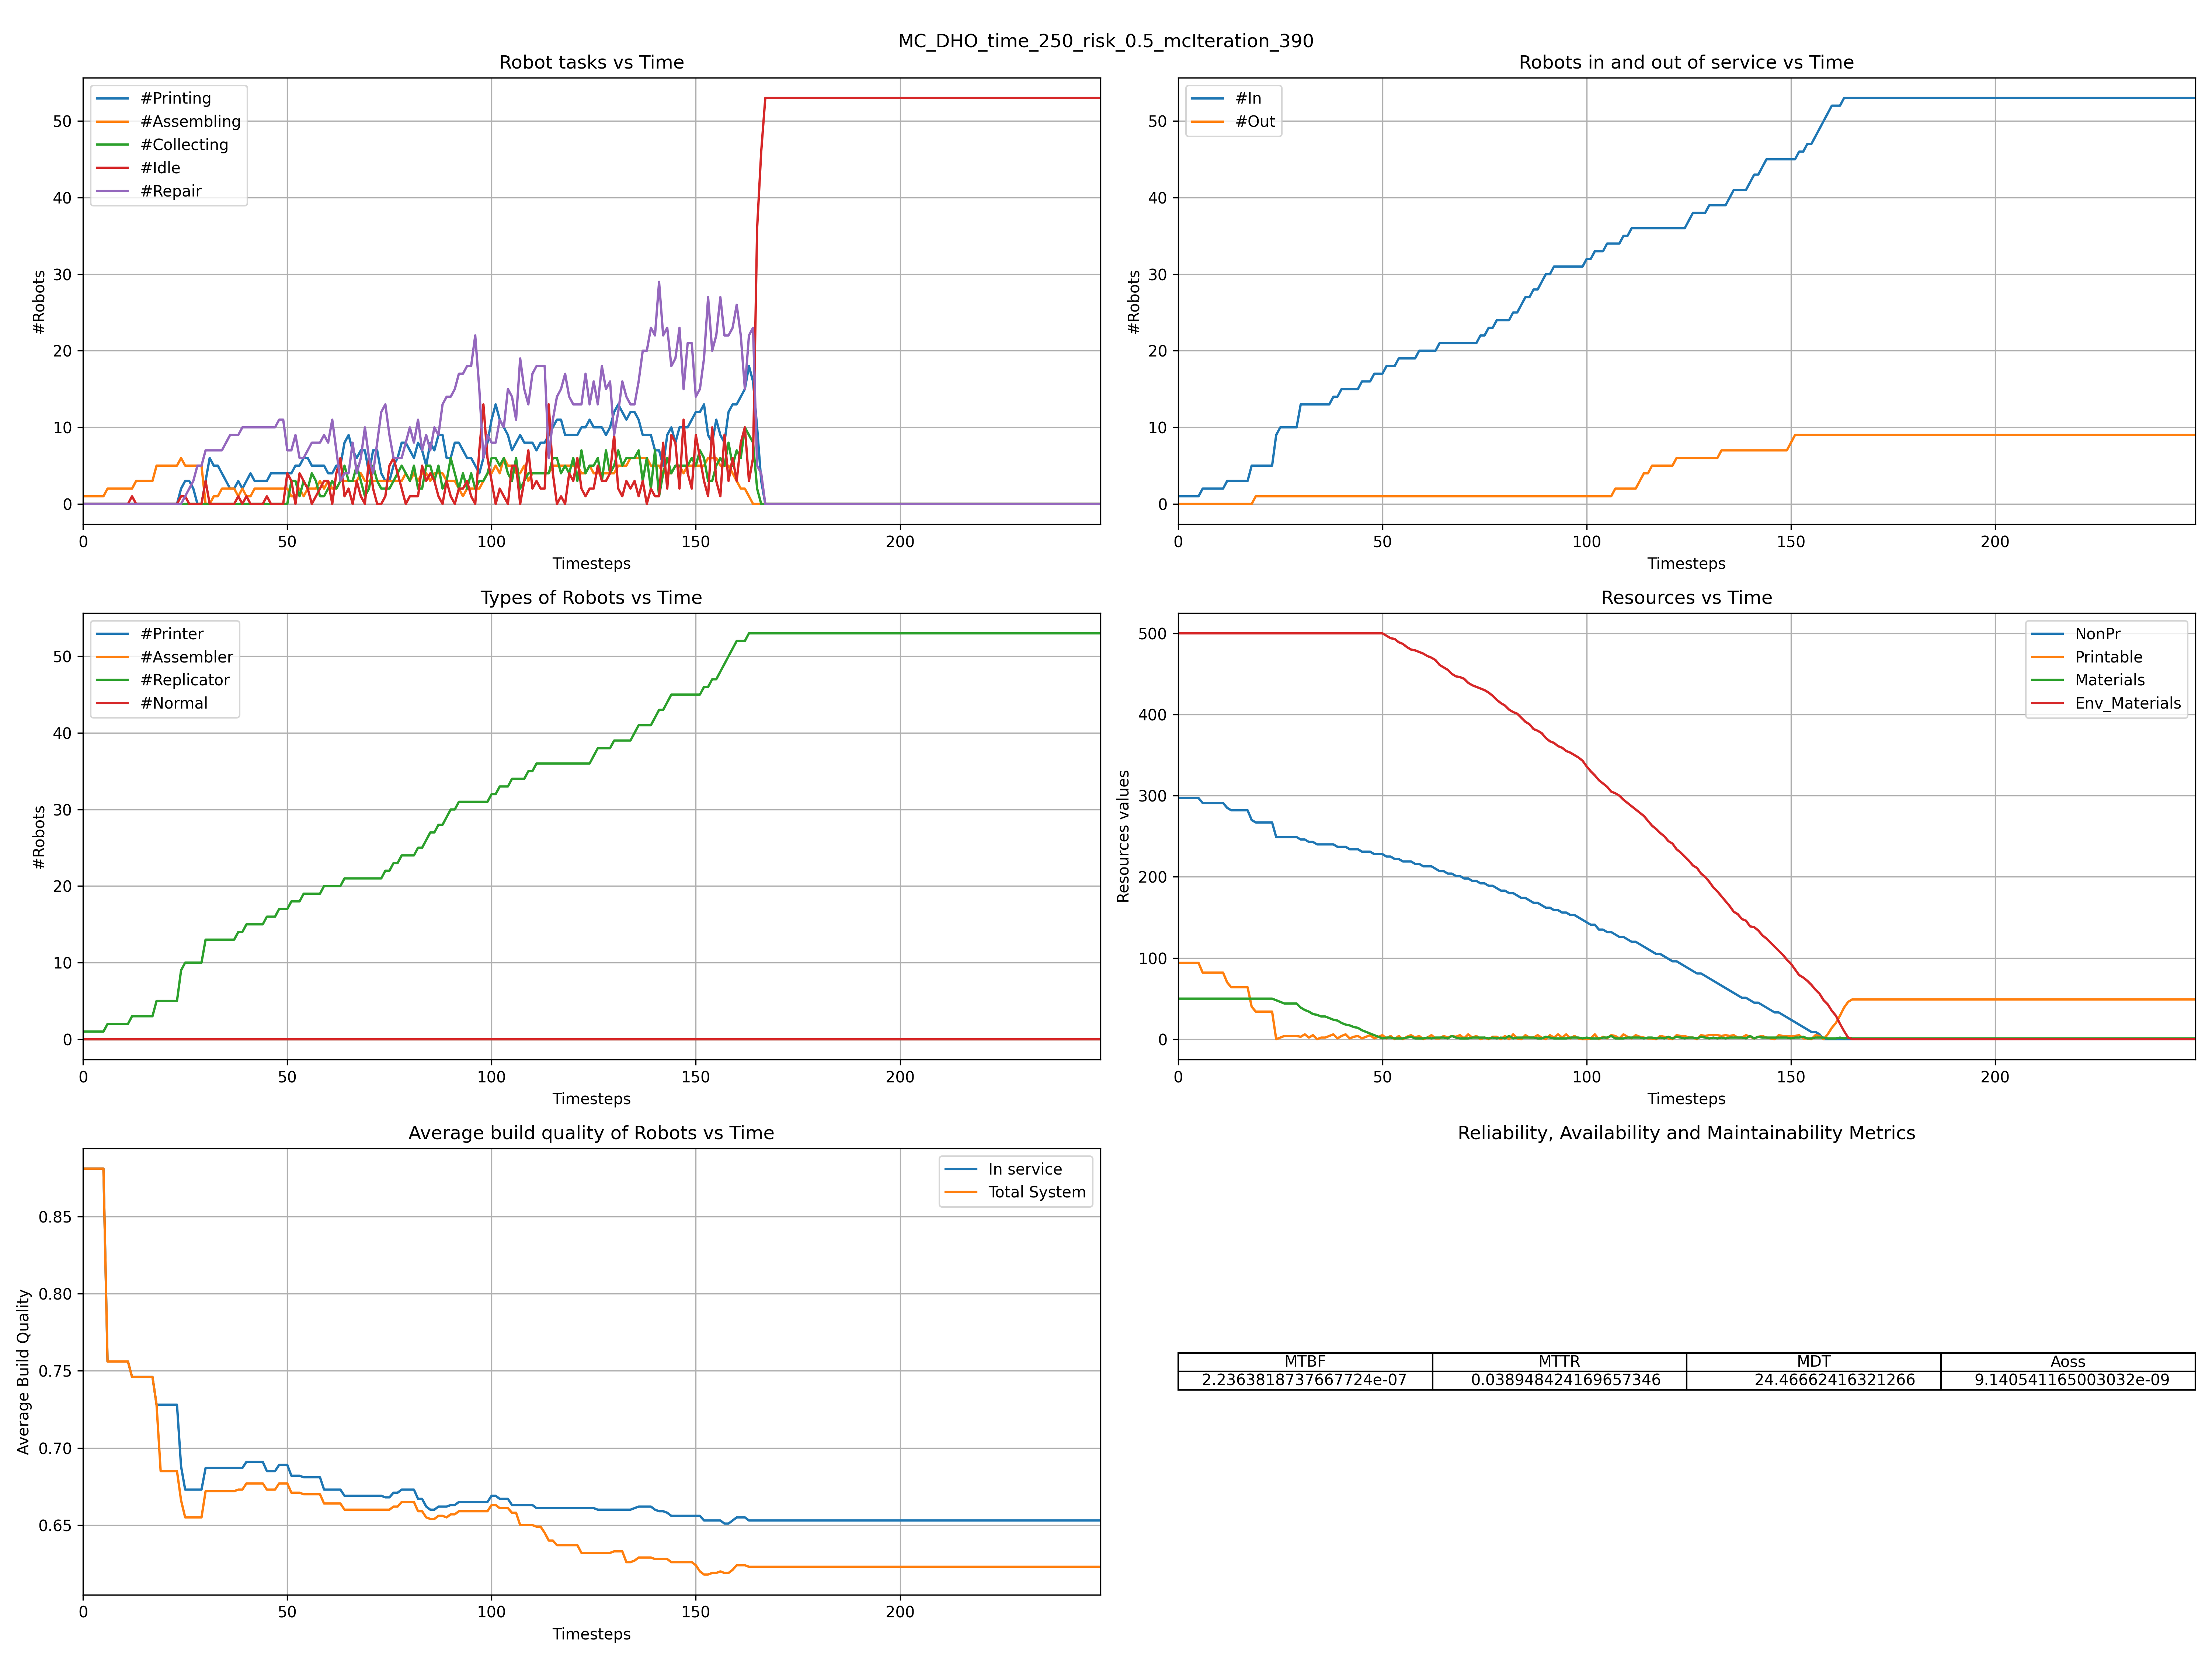 MC_DHO_time_250_risk_0.5_mcIteration_390
Robot tasks vs Time
#Printing
#Assembling
#Collecting
#Idle
#Repair
#Robots
50
40
30
20
10
0
0 50 100 150 200
Timesteps
Robots in and out of service vs Time
#In
#Out
#Robots
50
40
30
20
10
0
0 50 100 150 200
Timesteps
Types of Robots vs Time
#Printer
#Assembler
#Replicator
#Normal
#Robots
50
40
30
20
10
0
0 50 100 150 200
Timesteps
Resources vs Time
NonPr
Printable
Materials
Env_Materials
Resources values
500
400
300
200
100
0
0 50 100 150 200
Timesteps
Average build quality of Robots vs Time
In service
Total System
Average Build Quality
0.85
0.80
0.75
0.70
0.65
0 50 100 150 200
Timesteps
Reliability, Availability and Maintainability Metrics
MTBF MTTR MDT Aoss
2.2363818737667724e-07 0.038948424169657346 24.46662416321266 9.140541165003032e-09